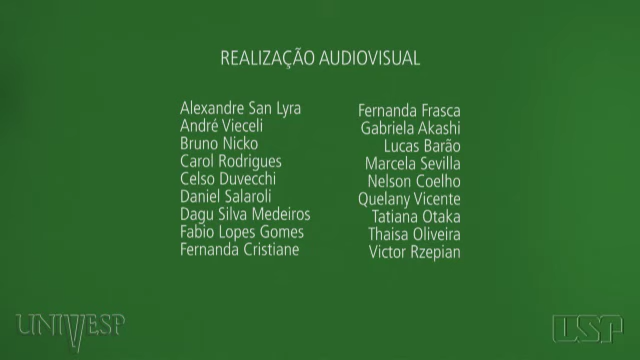 REALIZAÇÃO AUDIOVISUAL
Alexandre San Lyra
André Vieceli
Bruno Nicko
Carol Rodrigues
Celso Duvecchi
Daniel Salaroli
Dagu Silva Medeiros
Fabio Lopes Gomes
Fernanda Cristiane
Fernanda Frasca
Gabriela Akashi
Lucas Barão
Marcela Sevilla
Nelson Coelho
Quelany Vicente
Tatiana Otaka
Thaisa Oliveira
Victor Rzepian
UNIVESP
USP